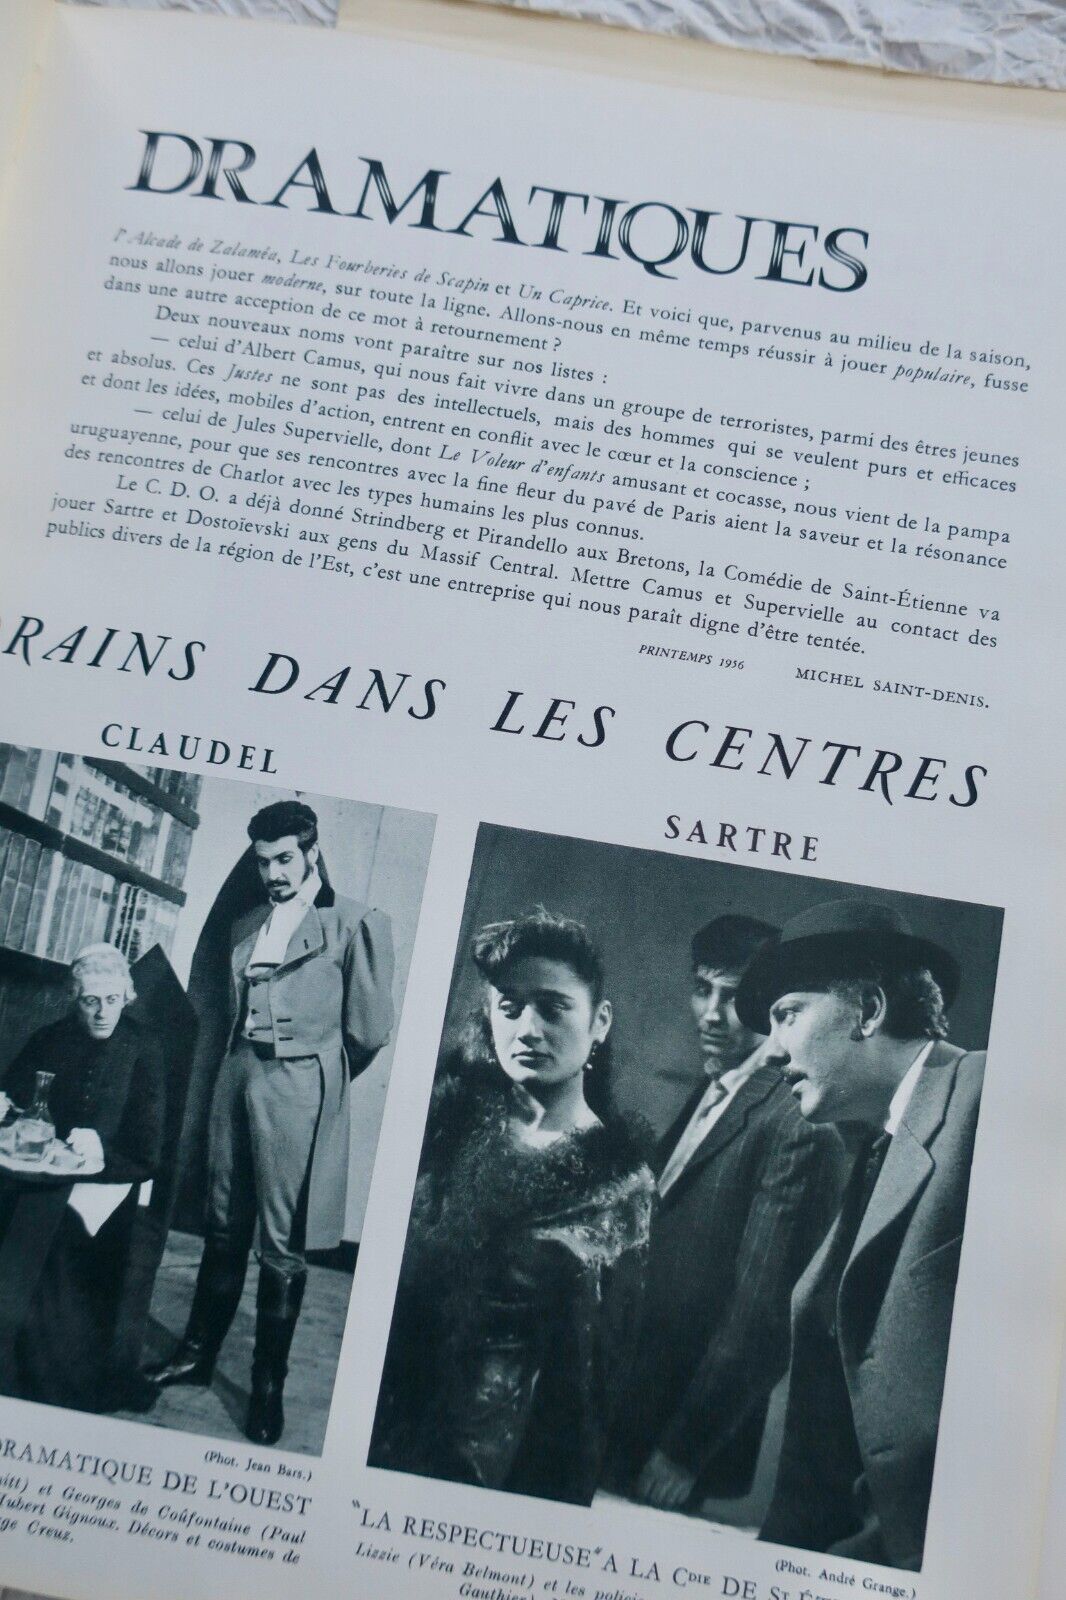 DRAMATIQUES
l'Alcade de Zalaméa, Les Fourberies de Scapin et Un Caprice. Et voici que, parvenus au milieu de la saison,
nous allons jouer moderne, sur toute la ligne. Allons-nous en même temps réussir à jouer populaire, fusse
dans une autre acception de ce mot à retournement ?
Deux nouveaux noms vont paraître sur nos listes :
— celui d'Albert Camus, qui nous fait vivre dans un groupe de terroristes, parmi des êtres jeunes
et absolus. Ces Justes ne sont pas des intellectuels, mais des hommes qui se veulent purs et efficaces
et dont les idées, mobiles d'action, entrent en conflit avec le cœur et la conscience ;
— celui de Jules Supervielle, dont Le Voleur d'enfants amusant et cocasse, nous vient de la pampa
uruguayenne, pour que ses rencontres avec la fine fleur du pavé de Paris aient la saveur et la résonance
des rencontres de Charlot avec les types humains les plus connus.
Le C. D. O. a déjà donné Strindberg et Pirandello aux Bretons, la Comédie de Saint-Étienne va
jouer Sartre et Dostoïevski aux gens du Massif Central. Mettre Camus et Supervielle au contact des
publics divers de la région de l'Est, c'est une entreprise qui nous paraît digne d'être tentée.
PRINTEMPS 1956 MICHEL SAINT-DENIS.
RAINS DANS LES CENTRES
CLAUDEL
SARTRE
(Phot. Jean Bars.)
DRAMATIQUE DE L'OUEST
itt) et Georges de Coûfontaine (Paul
Hubert Gignoux. Décors et costumes de
ge Creuz.
(Phot. André Grange.)
"LA RESPECTUEUSE" A LA CDIE DE ST-ÉT
Lizzie (Véra Belmont) et les polici
Gauthier)